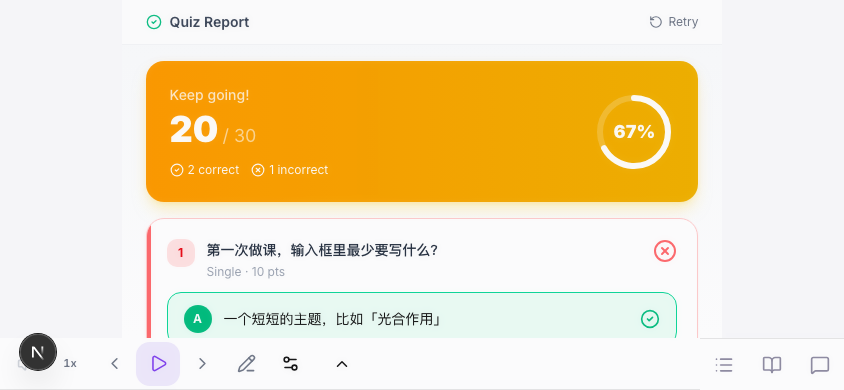 Quiz Report
Retry
Keep going!
20 / 30
67%
2 correct 1 incorrect
1
第一次做课，输入框里最少要写什么？
Single · 10 pts
A 一个短短的主题，比如「光合作用」
N
1x